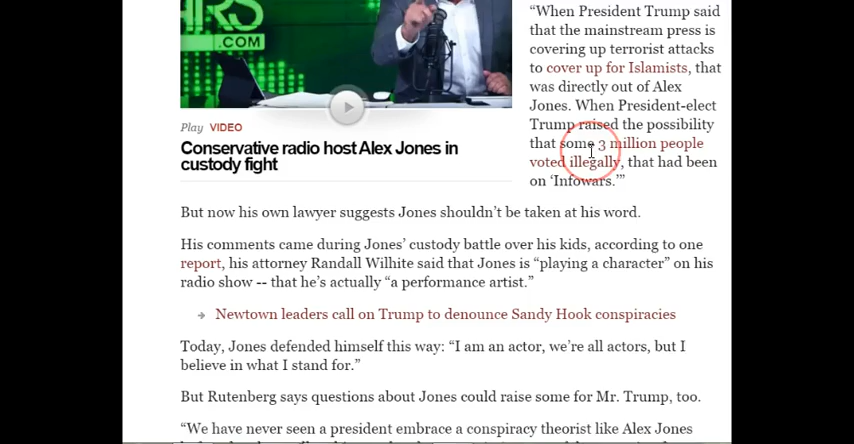 .COM
Play VIDEO
Conservative radio host Alex Jones in
custody fight
“When President Trump said
that the mainstream press is
covering up terrorist attacks
to cover up for Islamists, that
was directly out of Alex
Jones. When President-elect
Trump raised the possibility
that some 3 million people
voted illegally, that had been
on ‘Infowars.’”
But now his own lawyer suggests Jones shouldn’t be taken at his word.
His comments came during Jones’ custody battle over his kids, according to one
report, his attorney Randall Wilhite said that Jones is “playing a character” on his
radio show -- that he’s actually “a performance artist.”
Newtown leaders call on Trump to denounce Sandy Hook conspiracies
Today, Jones defended himself this way: “I am an actor, we’re all actors, but I
believe in what I stand for.”
But Rutenberg says questions about Jones could raise some for Mr. Trump, too.
“We have never seen a president embrace a conspiracy theorist like Alex Jones